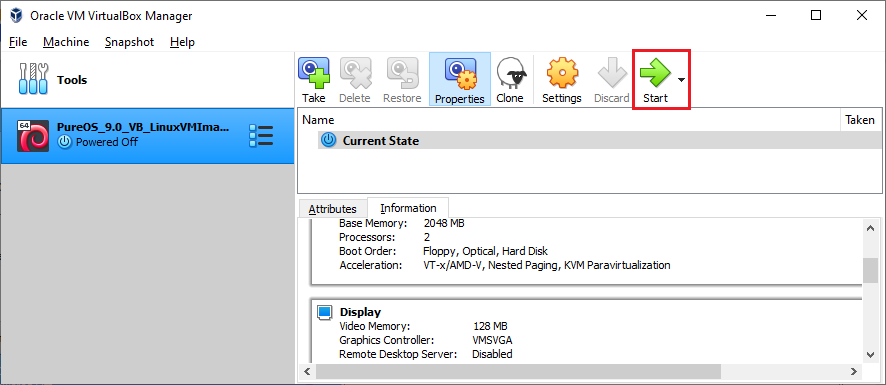 Oracle VM VirtualBox Manager
File Machine Snapshot Help
Tools
Take Delete Restore Properties Clone Settings Discard Start
64
PureOS_9.0_VB_LinuxVMIma...
Powered Off
Name Taken
Current State
Attributes Information
Base Memory: 2048 MB
Processors: 2
Boot Order: Floppy, Optical, Hard Disk
Acceleration: VT-x/AMD-V, Nested Paging, KVM Paravirtualization
Display
Video Memory: 128 MB
Graphics Controller: VMSVGA
Remote Desktop Server: Disabled